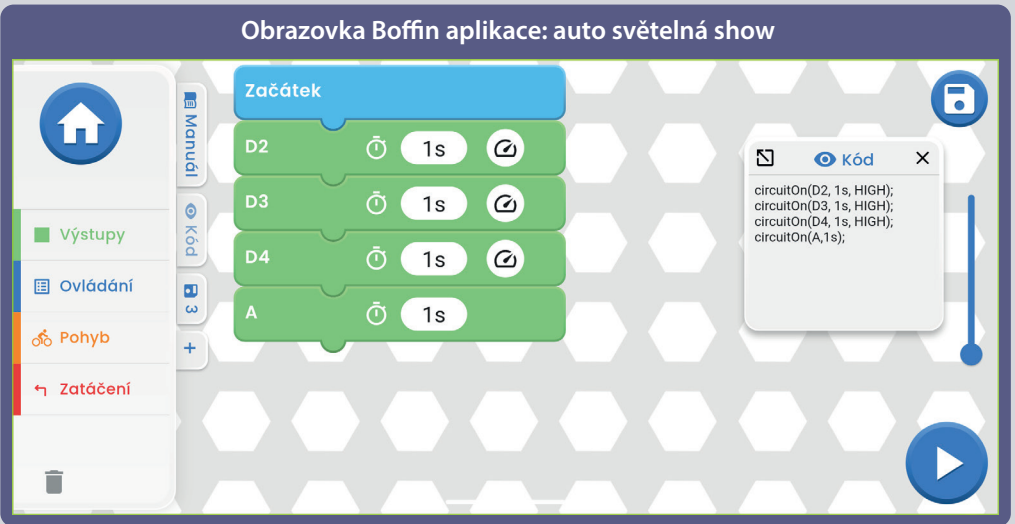 Obrazovka Boffin aplikace: auto světelná show
Výstupy
Ovládání
Pohyb
Zatáčení
Manuál
Kód
3
+
Začátek
D2 1s
D3 1s
D4 1s
A 1s
Kód
circuitOn(D2, 1s, HIGH);
circuitOn(D3, 1s, HIGH);
circuitOn(D4, 1s, HIGH);
circuitOn(A,1s);